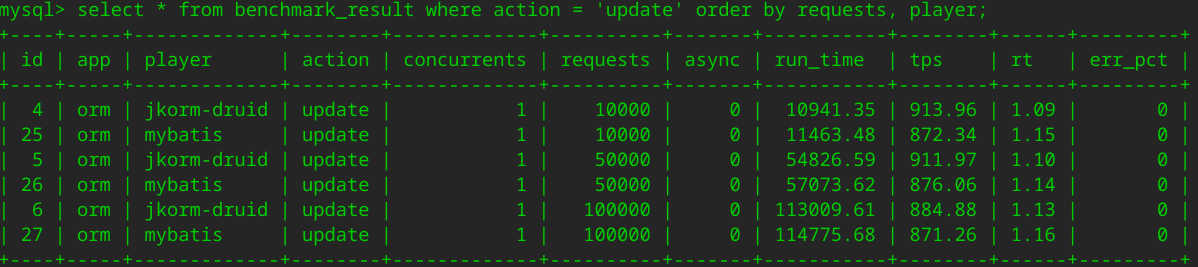 mysql> select * from benchmark_result where action = 'update' order by requests, player;
+----+-----+-------------+--------+-------------+----------+-------+-----------+--------+------+---------+
| id | app | player      | action | concurrents | requests | async | run_time  | tps    | rt   | err_pct |
+----+-----+-------------+--------+-------------+----------+-------+-----------+--------+------+---------+
|  4 | orm | jkorm-druid | update |           1 |    10000 |     0 |  10941.35 | 913.96 | 1.09 |       0 |
| 25 | orm | mybatis     | update |           1 |    10000 |     0 |  11463.48 | 872.34 | 1.15 |       0 |
|  5 | orm | jkorm-druid | update |           1 |    50000 |     0 |  54826.59 | 911.97 | 1.10 |       0 |
| 26 | orm | mybatis     | update |           1 |    50000 |     0 |  57073.62 | 876.06 | 1.14 |       0 |
|  6 | orm | jkorm-druid | update |           1 |   100000 |     0 | 113009.61 | 884.88 | 1.13 |       0 |
| 27 | orm | mybatis     | update |           1 |   100000 |     0 | 114775.68 | 871.26 | 1.16 |       0 |
+----+-----+-------------+--------+-------------+----------+-------+-----------+--------+------+---------+